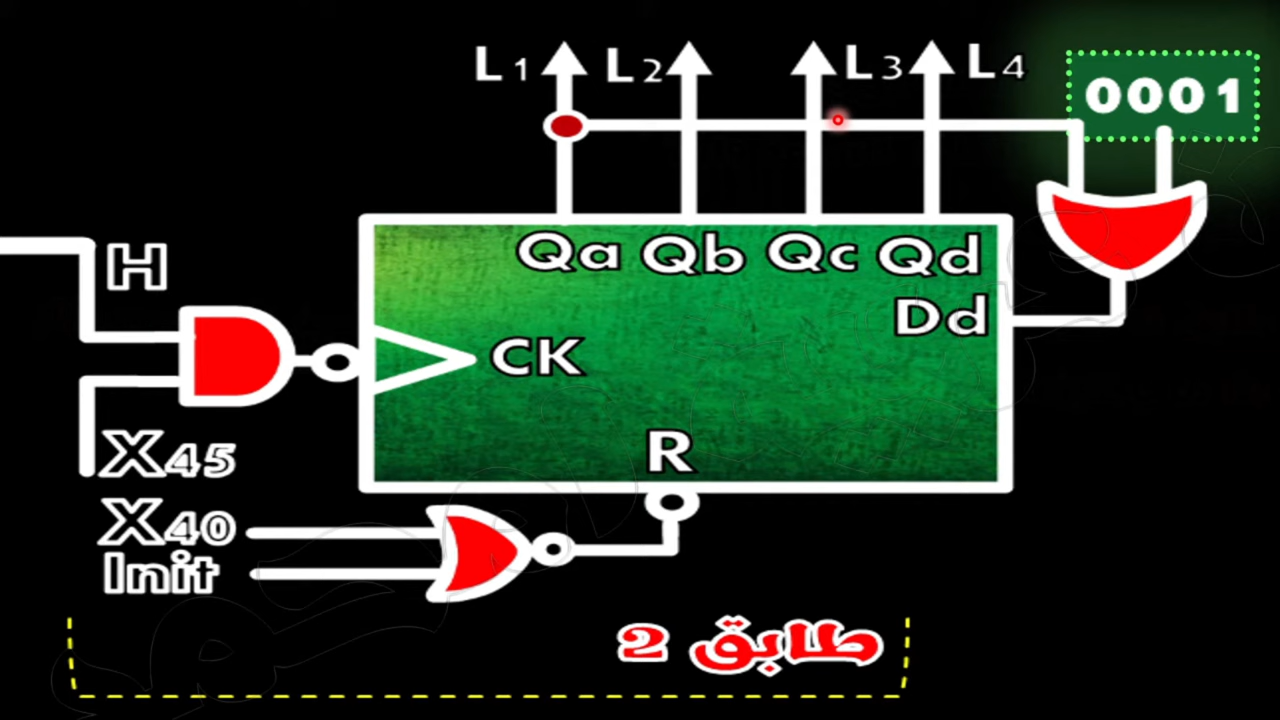 L1 L2 L3 L4
0001
Qa Qb Qc Qd
H
Dd
CK
R
X45
X40
Init
طابق 2